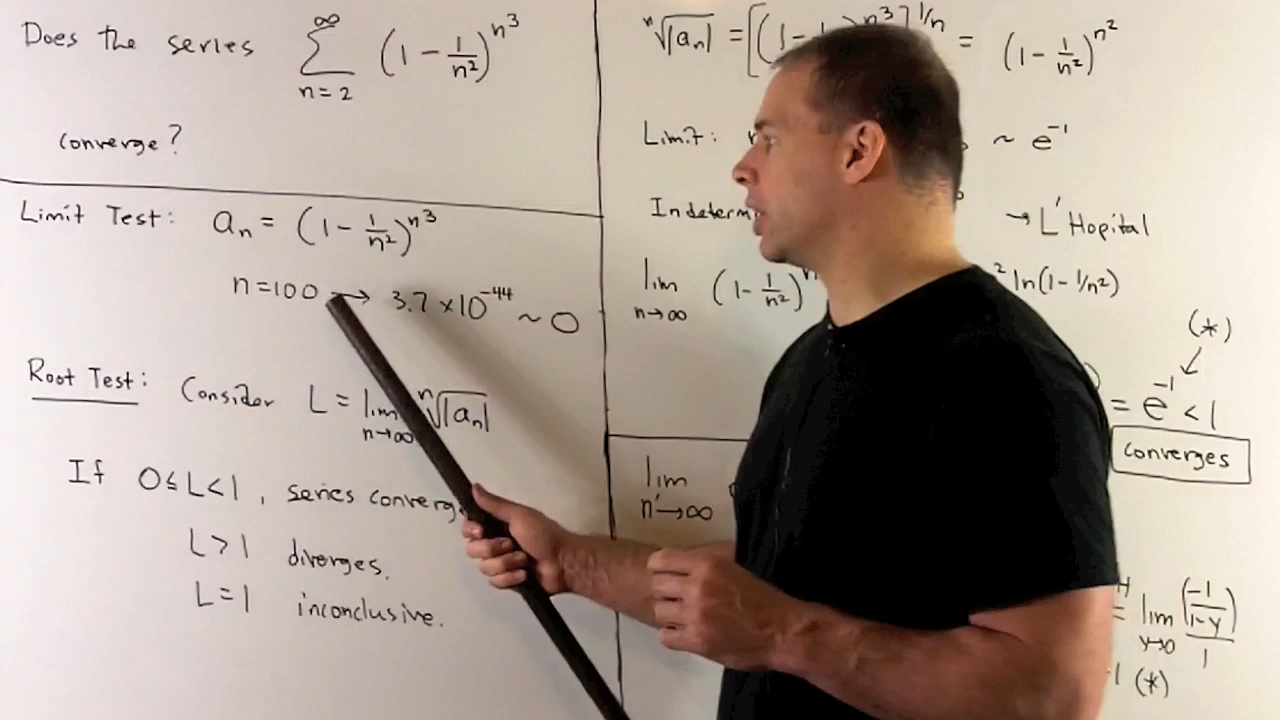 Does the series ∞ Σ n=2 (1 - 1/n²)^n³
converge?
Limit Test: aₙ = (1 - 1/n²)^n³
n=100 → 3.7 ×10⁻⁴⁴ ~ 0
Root Test: Consider L = lim n→∞ ⁿ√|aₙ|
If 0≤L<1, series
L>1 diverges.
L=1 inconclusive.
ⁿ√|aₙ| = [(1 - n³]^1/n = (1 - 1/n²)^n²
Limit: ~ e⁻¹
→ L'Hopital
lim n→∞ (1 - 1/n²) ² ln(1-1/n²)
(*)
↙
= e⁻¹ < 1
converges
lim n→∞
H = lim y→0 (-1/(1-y))/1
(*)